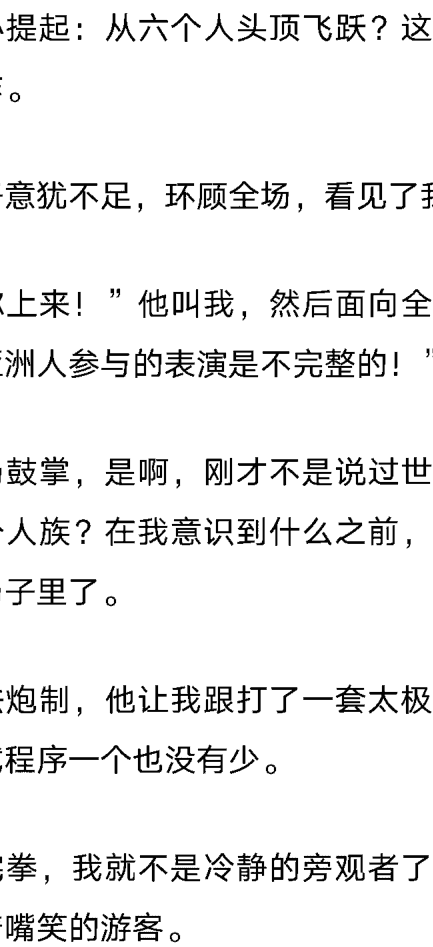 提起：从六个人头顶飞跃？这
。
意犹不足，环顾全场，看见了
上来！”他叫我，然后面向全
洲人参与的表演是不完整的！”
鼓掌，是啊，刚才不是说过世
人族？在我意识到什么之前，
子里了。
炮制，他让我跟打了一套太极
程序一个也没有少。
拳，我就不是冷静的旁观者了
嘴笑的游客。